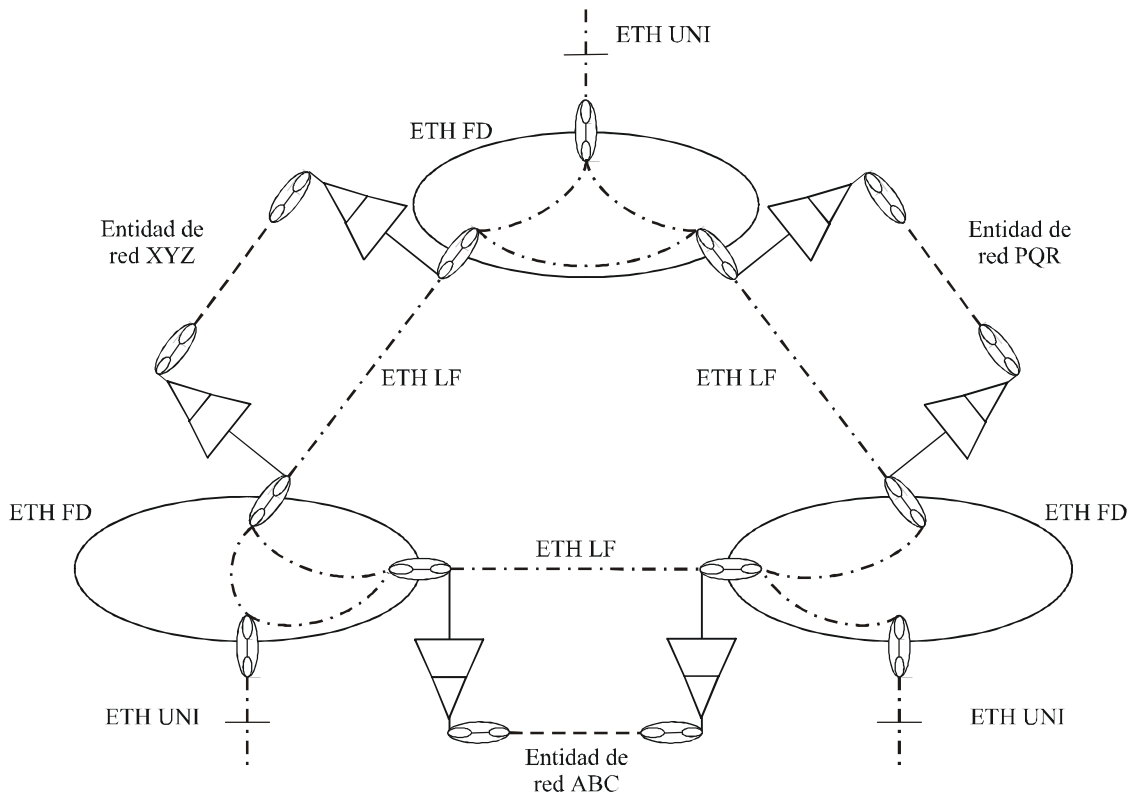 ETH UNI
ETH FD
Entidad de
red XYZ
Entidad de
red PQR
ETH LF
ETH LF
ETH FD
ETH FD
ETH LF
ETH UNI
ETH UNI
Entidad de
red ABC